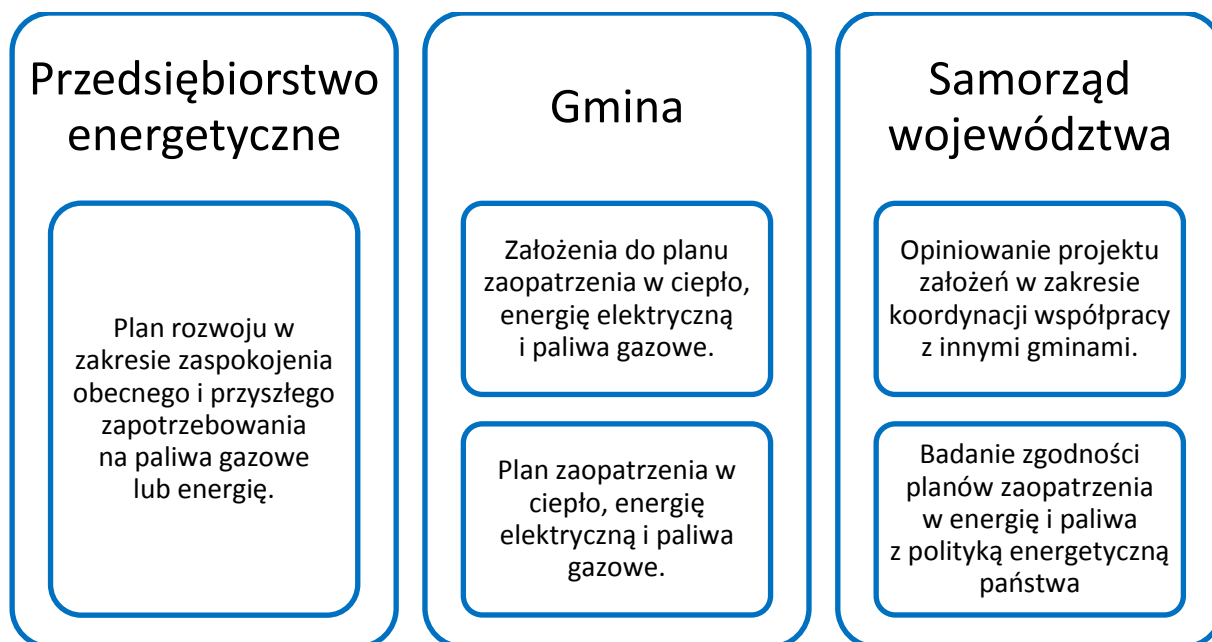 Przedsiębiorstwo
energetyczne
Plan rozwoju w
zakresie zaspokojenia
obecnego i przyszłego
zapotrzebowania
na paliwa gazowe
lub energię.
Gmina
Założenia do planu
zaopatrzenia w ciepło,
energię elektryczną
i paliwa gazowe.
Plan zaopatrzenia w
ciepło, energię
elektryczną i paliwa
gazowe.
Samorząd
województwa
Opiniowanie projektu
założeń w zakresie
koordynacji współpracy
z innymi gminami.
Badanie zgodności
planów zaopatrzenia
w energię i paliwa
z polityką energetyczną
państwa